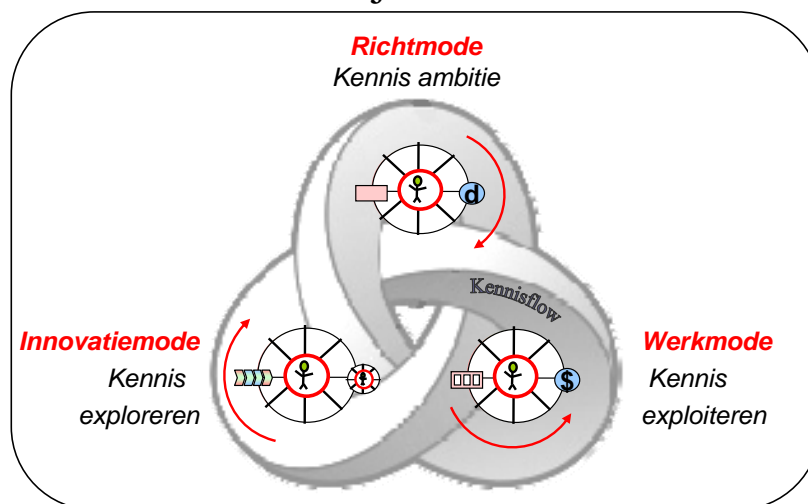 Richtmode
Kennis ambitie
d
Kennisflow
Innovatiemode
Kennis
exploreren
Werkmode
Kennis
exploiteren
$